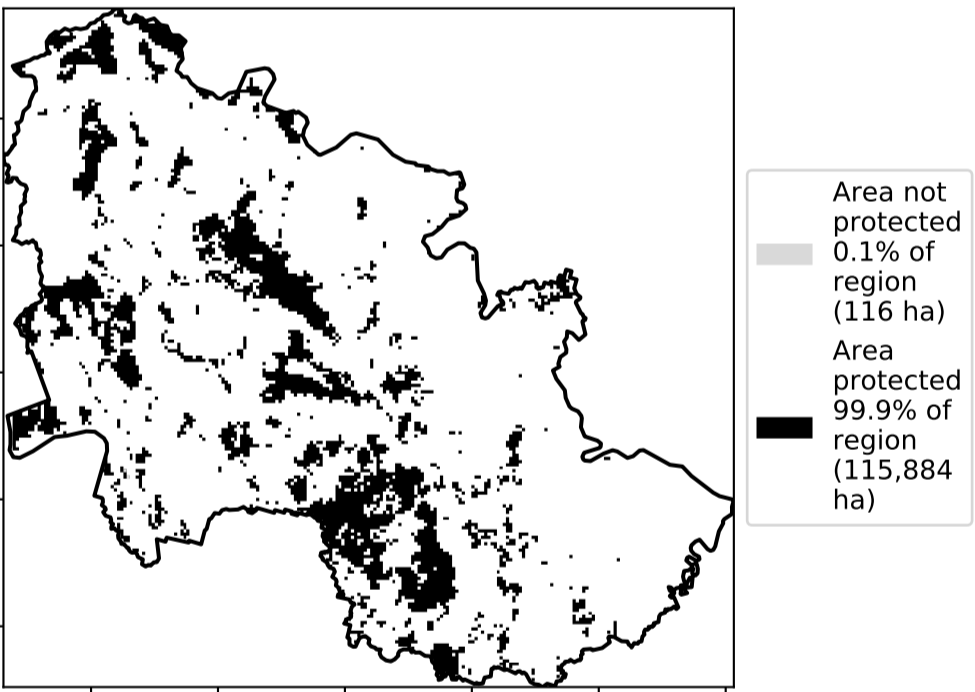 Area not
protected
0.1% of
region
(116 ha)
Area
protected
99.9% of
region
(115,884
ha)